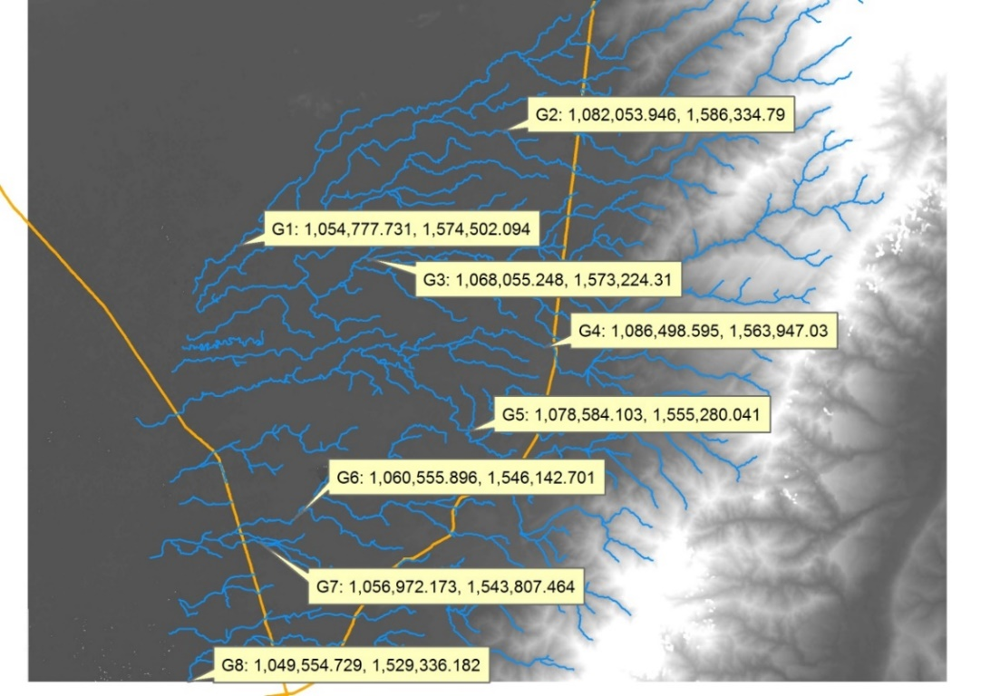 G2: 1,082,053.946, 1,586,334.79
G1: 1,054,777.731, 1,574,502.094
G3: 1,068,055.248, 1,573,224.31
G4: 1,086,498.595, 1,563,947.03
G5: 1,078,584.103, 1,555,280.041
G6: 1,060,555.896, 1,546,142.701
G7: 1,056,972.173, 1,543,807.464
G8: 1,049,554.729, 1,529,336.182